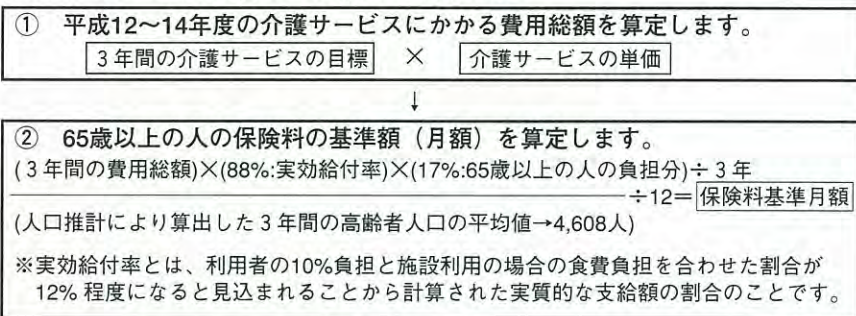 ① 平成12~14年度の介護サービスにかかる費用総額を算定します。
3年間の介護サービスの目標 × 介護サービスの単価
↓
② 65歳以上の人の保険料の基準額（月額）を算定します。
(3年間の費用総額)×(88%:実効給付率)×(17%:65歳以上の人の負担分)÷3年
÷12=保険料基準月額
(人口推計により算出した3年間の高齢者人口の平均値→4,608人)
※実効給付率とは、利用者の10%負担と施設利用の場合の食費負担を合わせた割合が
12%程度になると見込まれることから計算された実質的な支給額の割合のことです。